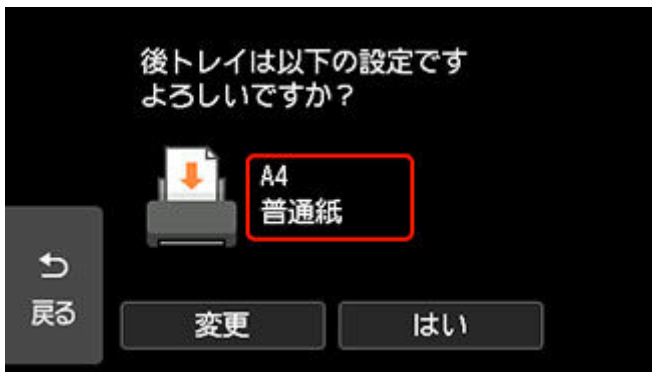 後トレイは以下の設定です
よろしいですか？
A4
普通紙
戻る
変更
はい